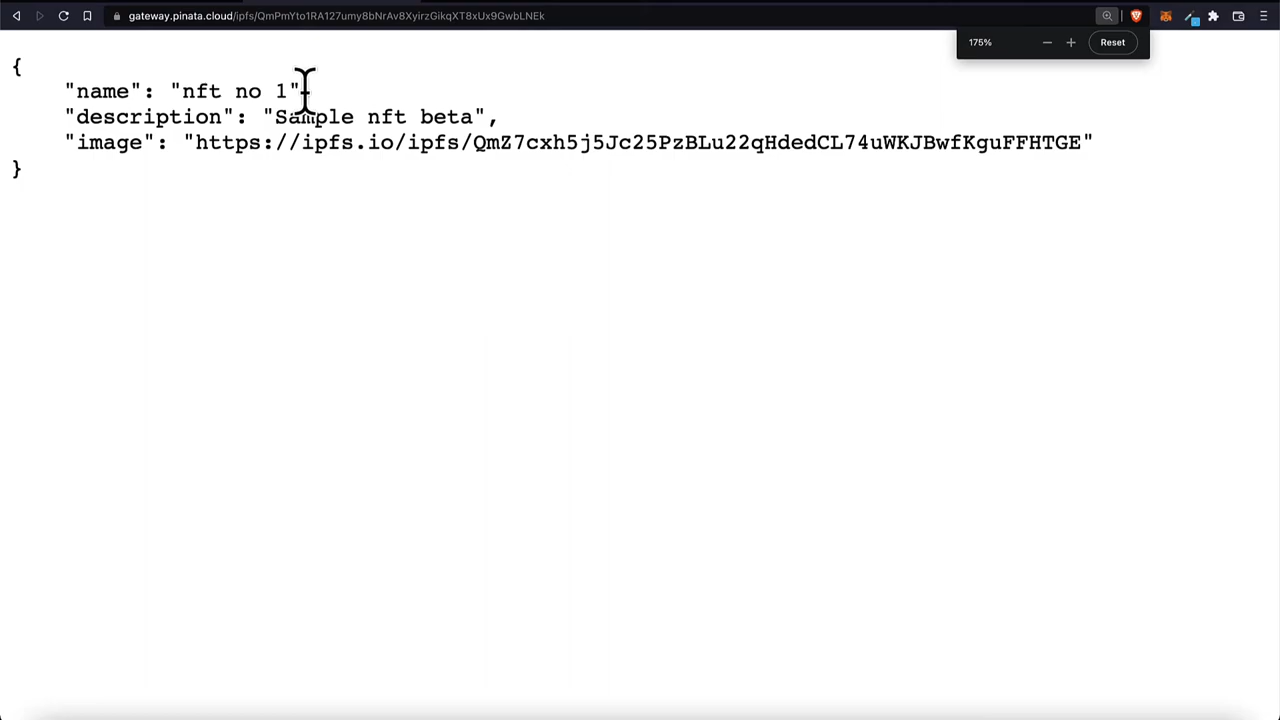 gateway.pinata.cloud/ipfs/QmPmYto1RA127umy8bNrAv8XyirzGikqXT8xUx9GwbLNEk
175%
Reset
{
"name": "nft no 1",
"description": "Sample nft beta",
"image": "https://ipfs.io/ipfs/QmZ7cxh5j5Jc25PzBLu22qHdedCL74uWKJBwfKguFFHTGE"
}